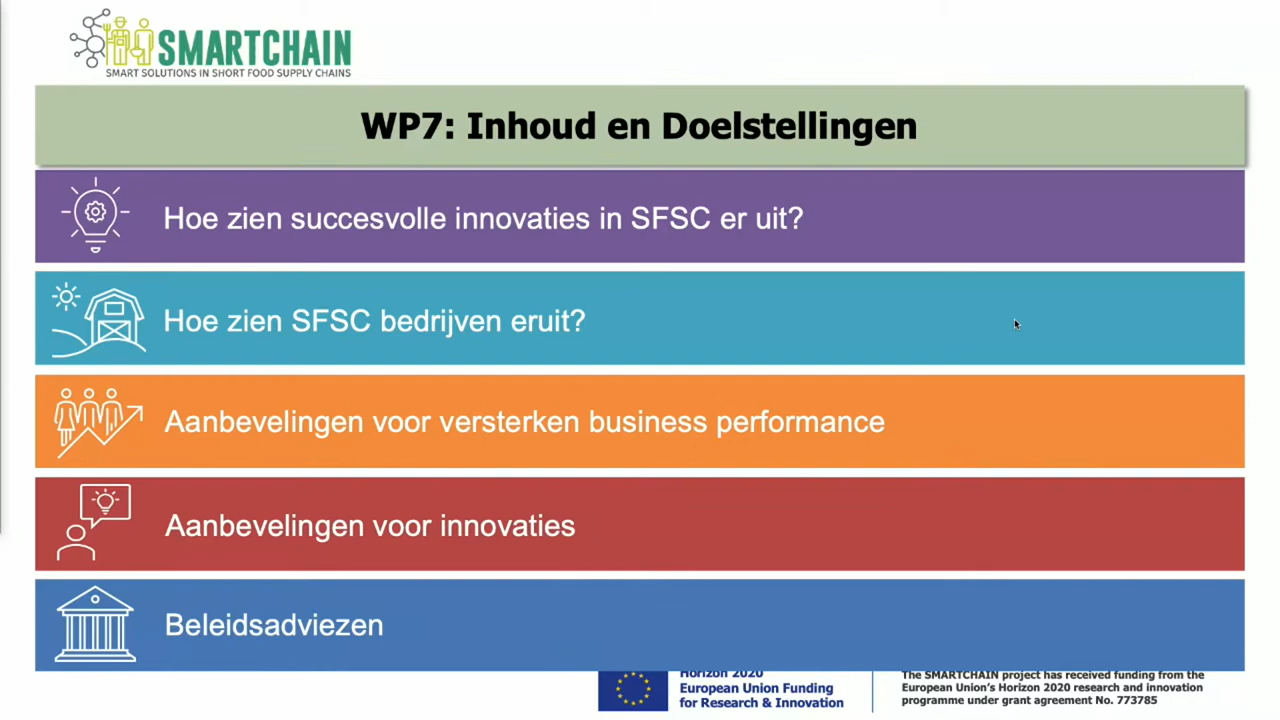 SMARTCHAIN
SMART SOLUTIONS IN SHORT FOOD SUPPLY CHAINS
WP7: Inhoud en Doelstellingen
Hoe zien succesvolle innovaties in SFSC er uit?
Hoe zien SFSC bedrijven eruit?
Aanbevelingen voor versterken business performance
Aanbevelingen voor innovaties
Beleidsadviezen
Horizon 2020
European Union Funding
for Research & Innovation
The SMARTCHAIN project has received funding from the
European Union's Horizon 2020 research and innovation
programme under grant agreement No. 773785